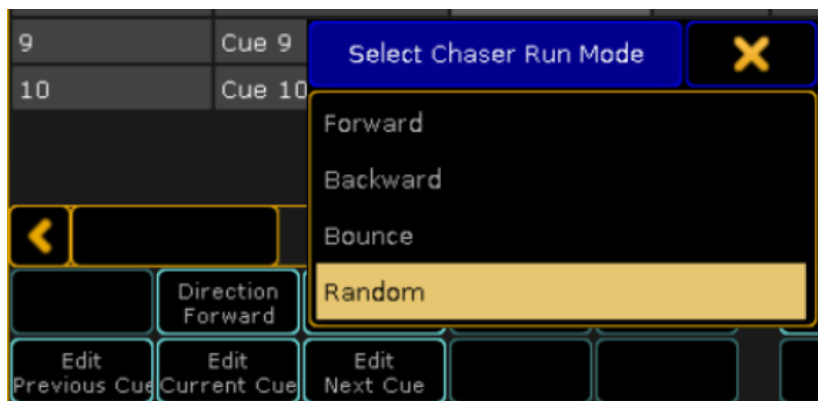 9 Cue 9
Select Chaser Run Mode
10 Cue 10
Forward
Backward
Bounce
Random
Direction
Forward
Edit
Previous Cue
Edit
Current Cue
Edit
Next Cue